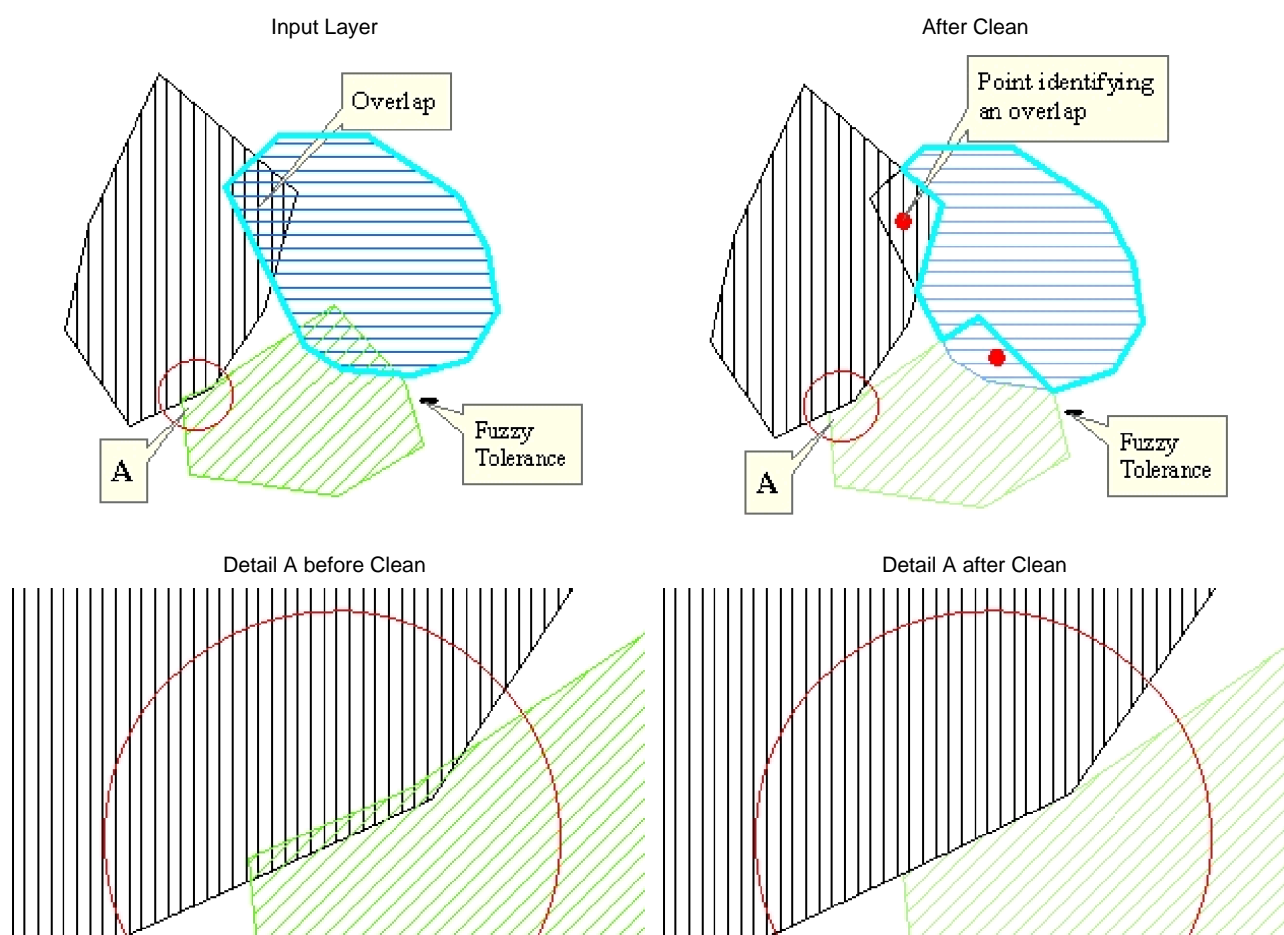 Input Layer
After Clean
Overlap
Point identifying
an overlap
Fuzzy
Tolerance
A
Fuzzy
Tolerance
A
Detail A before Clean
Detail A after Clean